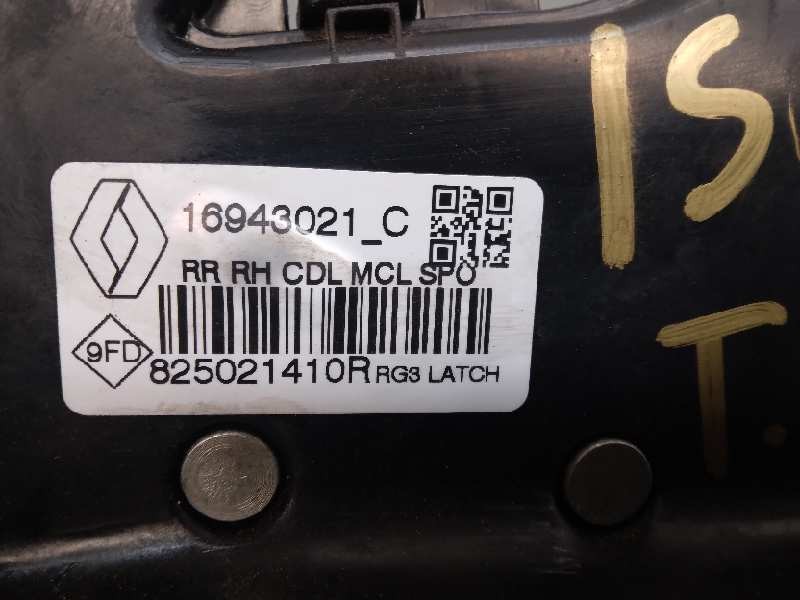 16943021_C
RR RH CDL MCL SPO
9FD
825021410R RG3 LATCH
T.